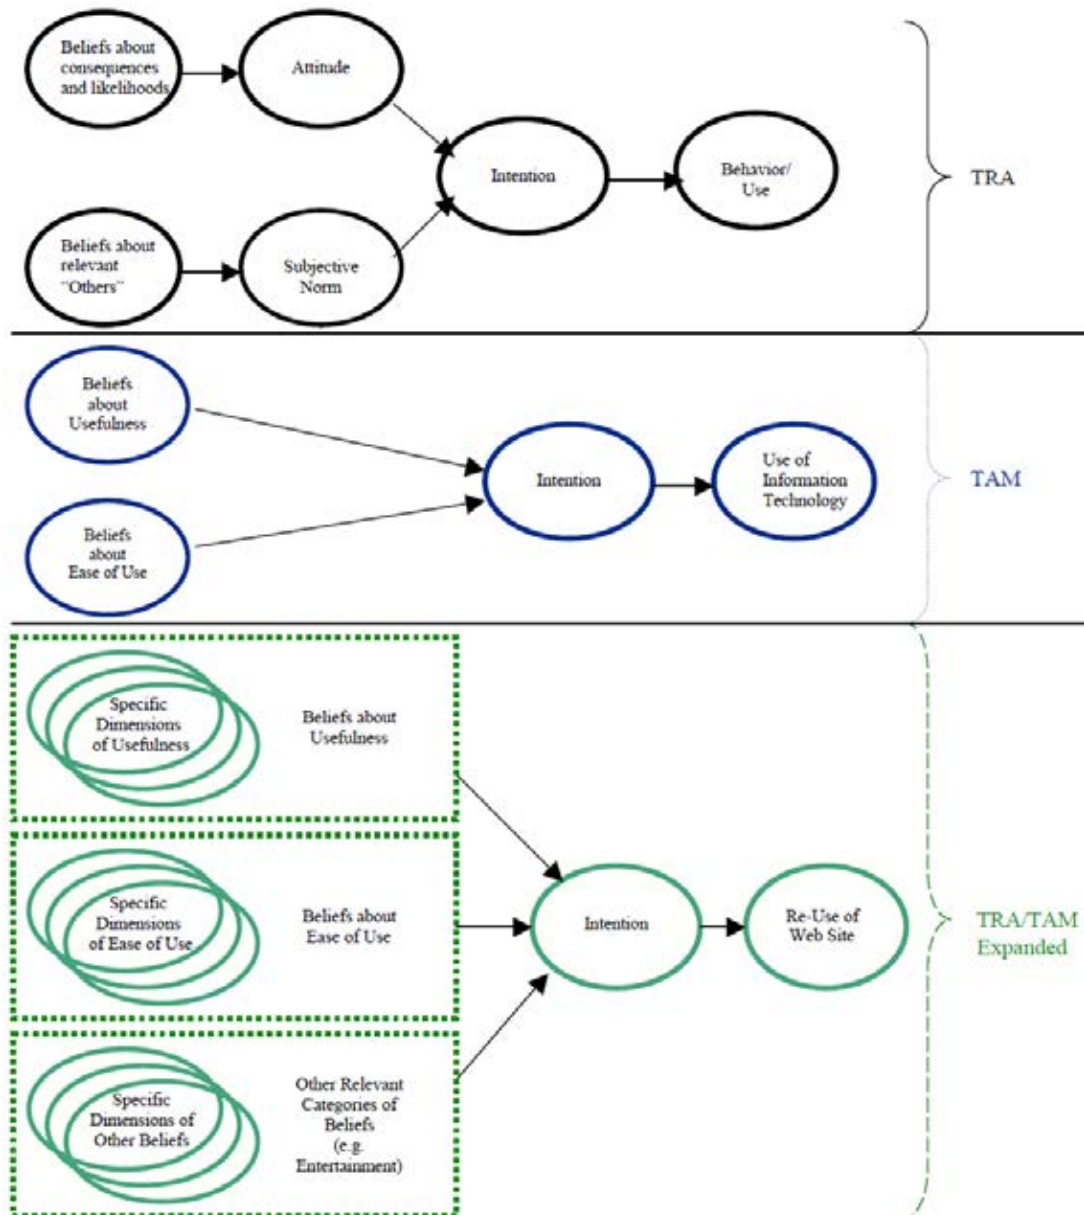 Beliefs about
consequences
and likelihoods
Attitude
Intention
Behavior/
Use
TRA
Beliefs about
relevant
"Others"
Subjective
Norm
Beliefs
about
Usefulness
Intention
Use of
Information
Technology
TAM
Beliefs
about
Ease of Use
Specific
Dimensions
of Usefulness
Beliefs about
Usefulness
Specific
Dimensions
of Ease of Use
Beliefs about
Ease of Use
Intention
Re-Use of
Web Site
TRA/TAM
Expanded
Specific
Dimensions of
Other Beliefs
Other Relevant
Categories of
Beliefs
(e.g.
Entertainment)